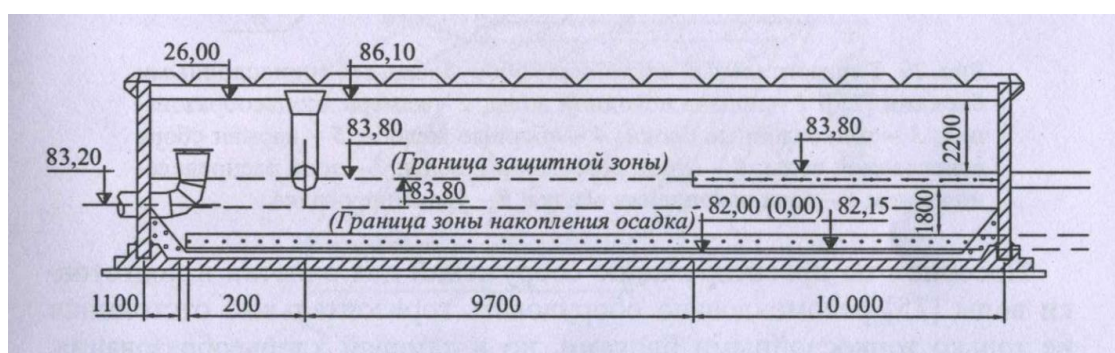 26,00 86,10
83,80 83,80 2200
83,20 (Граница защитной зоны)
83,80 1800
(Граница зоны накопления осадка) 82,00 (0,00) 82,15
1100 200 9700 10 000